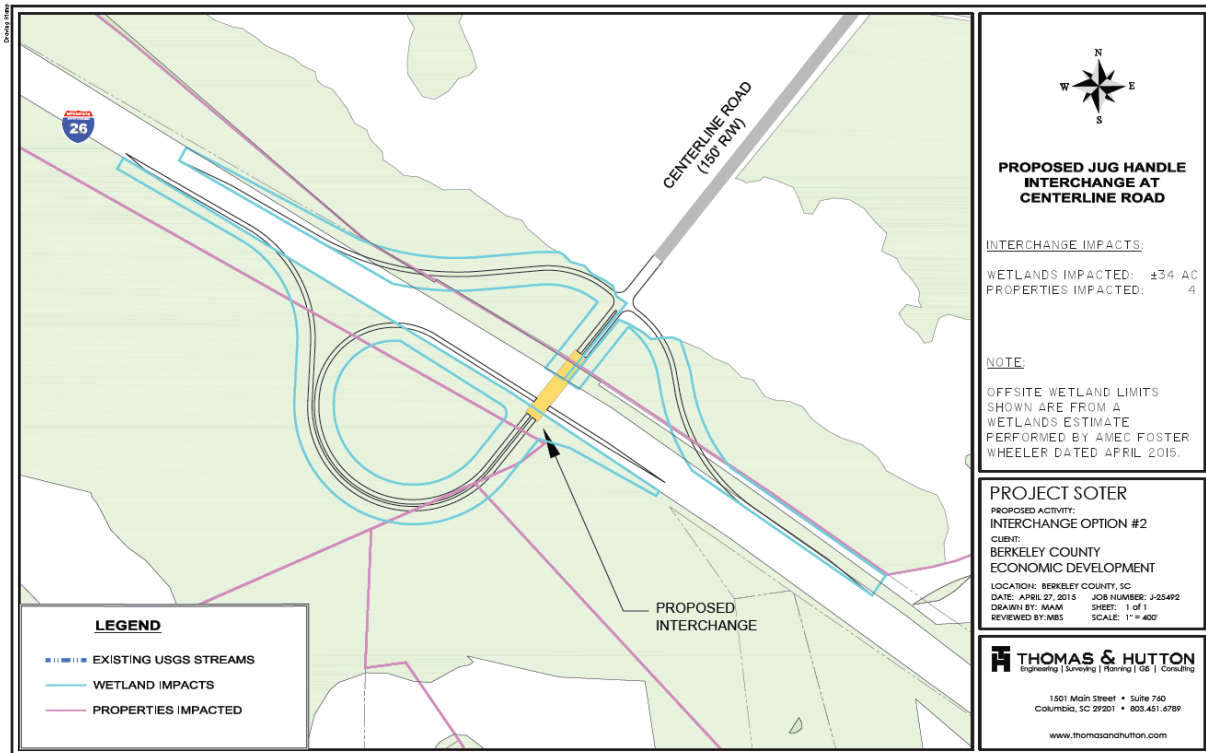 INTERSTATE
26
CENTERLINE ROAD
(150' R/W)
PROPOSED
INTERCHANGE
LEGEND
EXISTING USGS STREAMS
WETLAND IMPACTS
PROPERTIES IMPACTED
N
W E
S
PROPOSED JUG HANDLE
INTERCHANGE AT
CENTERLINE ROAD
INTERCHANGE IMPACTS:
WETLANDS IMPACTED: ±34 AC
PROPERTIES IMPACTED: 4
NOTE:
OFFSITE WETLAND LIMITS
SHOWN ARE FROM A
WETLANDS ESTIMATE
PERFORMED BY AMEC FOSTER
WHEELER DATED APRIL 2015.
PROJECT SOTER
PROPOSED ACTIVITY:
INTERCHANGE OPTION #2
CLIENT:
BERKELEY COUNTY
ECONOMIC DEVELOPMENT
LOCATION: BERKELEY COUNTY, SC
DATE: APRIL 27, 2015 JOB NUMBER: J-25492
DRAWN BY: MAM SHEET: 1 of 1
REVIEWED BY: MBS SCALE: 1" = 400'
THOMAS & HUTTON
Engineering | Surveying | Planning | GIS | Consulting
1501 Main Street • Suite 760
Columbia, SC 29201 • 803.451.6789
www.thomasandhutton.com